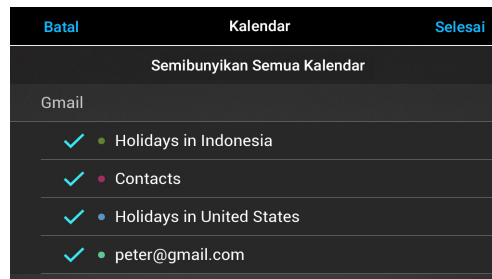 Batal Kalendar Selesai
Semibunyikan Semua Kalendar
Gmail
Holidays in Indonesia
Contacts
Holidays in United States
peter@gmail.com